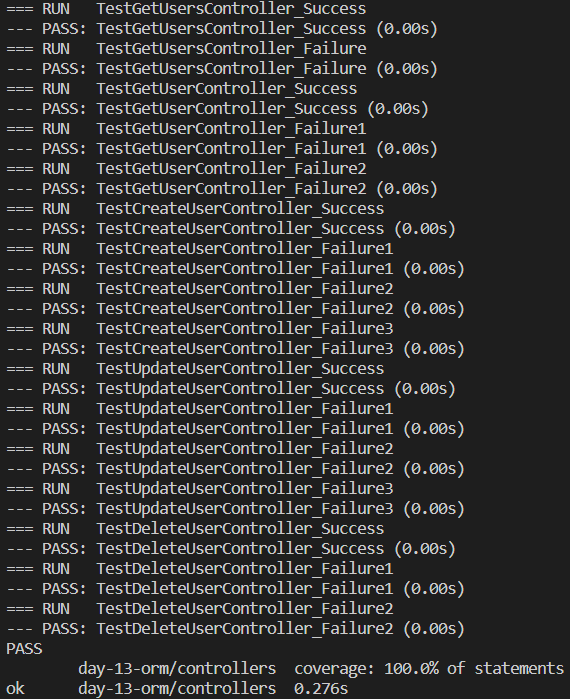 === RUN   TestGetUsersController_Success
--- PASS: TestGetUsersController_Success (0.00s)
=== RUN   TestGetUsersController_Failure
--- PASS: TestGetUsersController_Failure (0.00s)
=== RUN   TestGetUserController_Success
--- PASS: TestGetUserController_Success (0.00s)
=== RUN   TestGetUserController_Failure1
--- PASS: TestGetUserController_Failure1 (0.00s)
=== RUN   TestGetUserController_Failure2
--- PASS: TestGetUserController_Failure2 (0.00s)
=== RUN   TestCreateUserController_Success
--- PASS: TestCreateUserController_Success (0.00s)
=== RUN   TestCreateUserController_Failure1
--- PASS: TestCreateUserController_Failure1 (0.00s)
=== RUN   TestCreateUserController_Failure2
--- PASS: TestCreateUserController_Failure2 (0.00s)
=== RUN   TestCreateUserController_Failure3
--- PASS: TestCreateUserController_Failure3 (0.00s)
=== RUN   TestUpdateUserController_Success
--- PASS: TestUpdateUserController_Success (0.00s)
=== RUN   TestUpdateUserController_Failure1
--- PASS: TestUpdateUserController_Failure1 (0.00s)
=== RUN   TestUpdateUserController_Failure2
--- PASS: TestUpdateUserController_Failure2 (0.00s)
=== RUN   TestUpdateUserController_Failure3
--- PASS: TestUpdateUserController_Failure3 (0.00s)
=== RUN   TestDeleteUserController_Success
--- PASS: TestDeleteUserController_Success (0.00s)
=== RUN   TestDeleteUserController_Failure1
--- PASS: TestDeleteUserController_Failure1 (0.00s)
=== RUN   TestDeleteUserController_Failure2
--- PASS: TestDeleteUserController_Failure2 (0.00s)
PASS
        day-13-orm/controllers  coverage: 100.0% of statements
ok      day-13-orm/controllers  0.276s